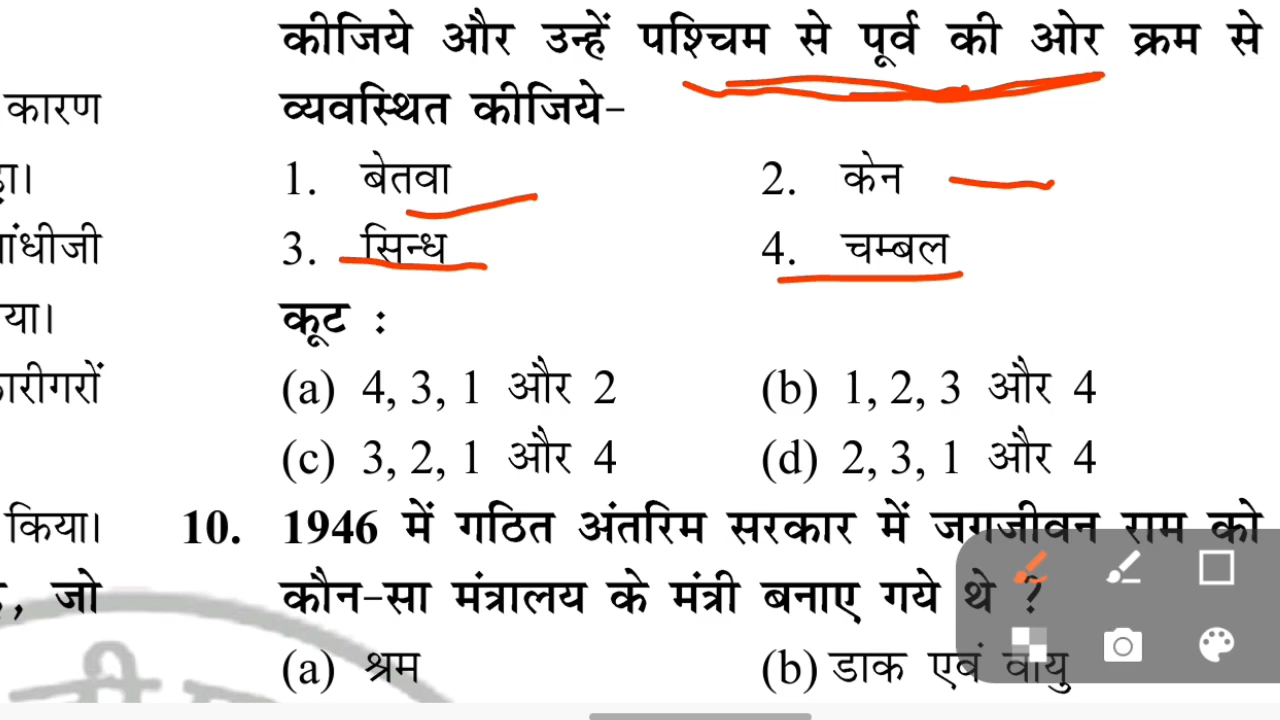 कीजिये और उन्हें पश्चिम से पूर्व की ओर क्रम से
व्यवस्थित कीजिये-
1. बेतवा 2. केन
3. सिन्ध 4. चम्बल
कूट :
(a) 4, 3, 1 और 2 (b) 1, 2, 3 और 4
(c) 3, 2, 1 और 4 (d) 2, 3, 1 और 4
10. 1946 में गठित अंतरिम सरकार में जगजीवन राम को
कौन-सा मंत्रालय के मंत्री बनाए गये थे ?
(a) श्रम (b) डाक एवं वायु
कारण
किया।
जो